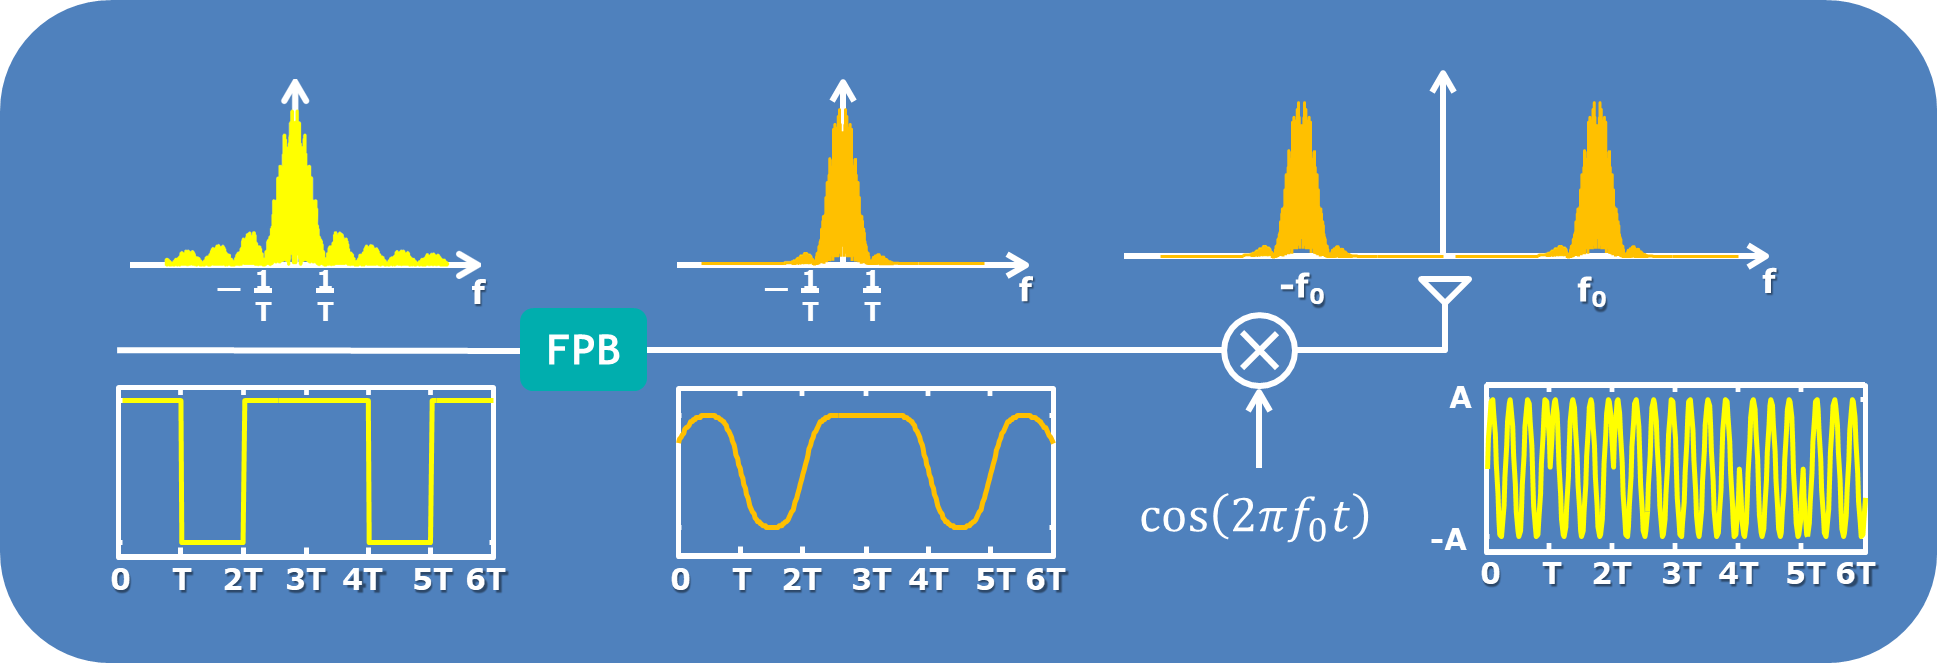 − 1/T 1/T f
− 1/T 1/T f
-f₀ f₀ f
FPB
cos(2πf₀t)
0 T 2T 3T 4T 5T 6T
0 T 2T 3T 4T 5T 6T
A
-A
0 T 2T 3T 4T 5T 6T